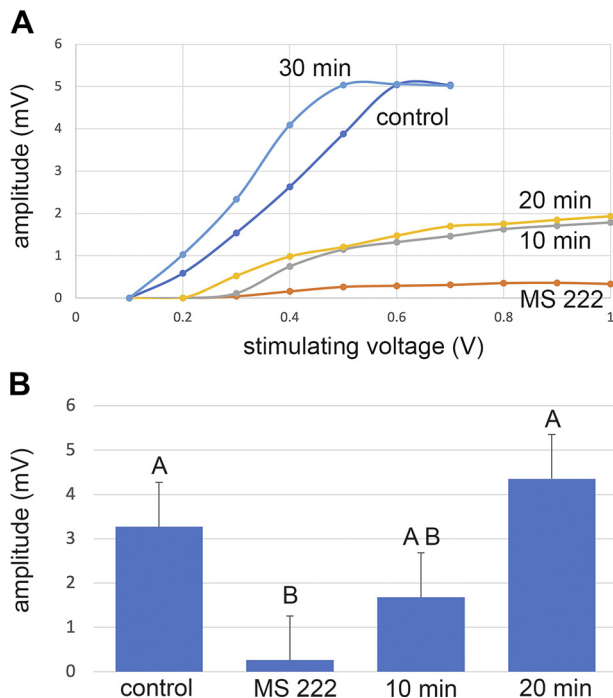 A
6
5
4
3
2
1
0
amplitude (mV)
30 min
control
20 min
10 min
MS 222
0 0.2 0.4 0.6 0.8 1
stimulating voltage (V)
B
6
5
4
3
2
1
0
amplitude (mV)
A
B
A B
A
control MS 222 10 min 20 min